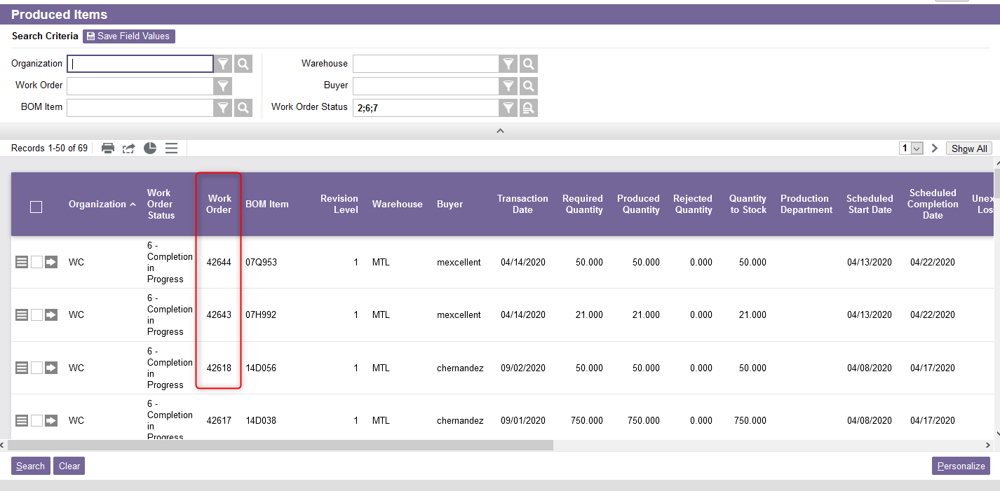 Produced Items
Search Criteria Save Field Values
Organization Warehouse
Work Order Buyer
BOM Item Work Order Status 2;6;7
Records 1-50 of 69 1 Show All
Organization Work Order Status Work Order BOM Item Revision Level Warehouse Buyer Transaction Date Required Quantity Produced Quantity Rejected Quantity Quantity to Stock Production Department Scheduled Start Date Scheduled Completion Date Unex Los
WC 6 - Completion in Progress 42644 07Q953 1 MTL mexcellent 04/14/2020 50.000 50.000 0.000 50.000 04/13/2020 04/22/2020
WC 6 - Completion in Progress 42643 07H992 1 MTL mexcellent 04/14/2020 21.000 21.000 0.000 21.000 04/13/2020 04/22/2020
WC 6 - Completion in Progress 42618 14D056 1 MTL chernandez 09/02/2020 50.000 50.000 0.000 50.000 04/08/2020 04/17/2020
WC 6 - Completion in Progress 42617 14D038 1 MTL chernandez 09/01/2020 750.000 750.000 0.000 750.000 04/08/2020 04/17/2020
Search Clear Personalize